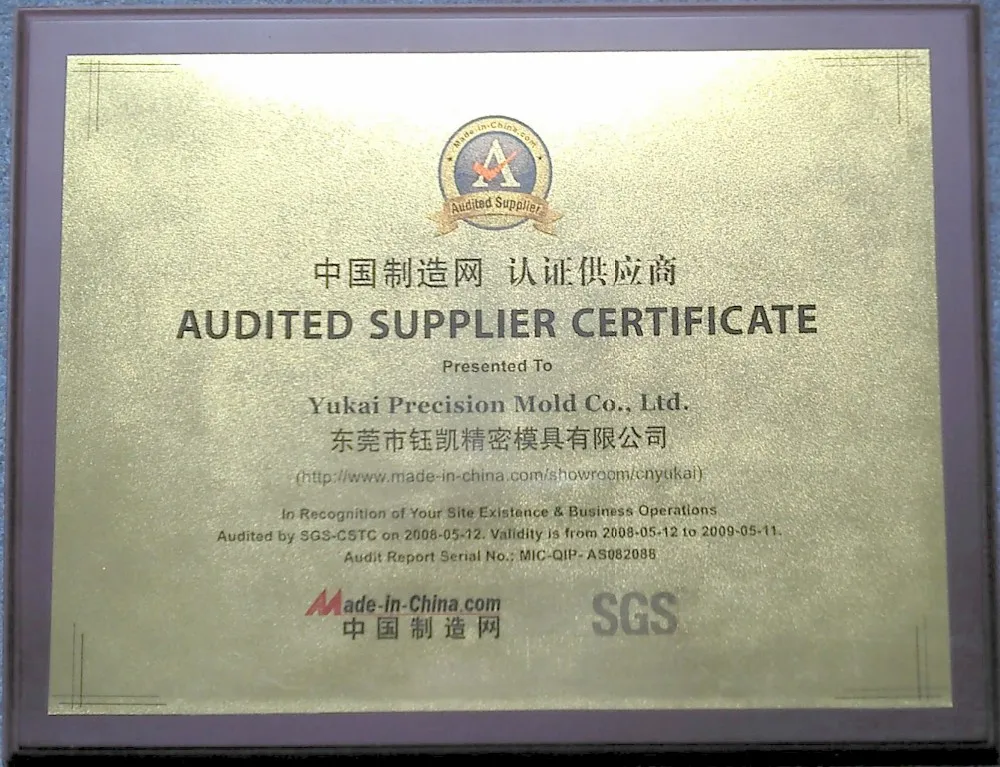 Made-in-China.com
A
Audited Supplier
中国制造网 认证供应商
AUDITED SUPPLIER CERTIFICATE
Presented To
Yukai Precision Mold Co., Ltd.
东莞市钰凯精密模具有限公司
(http://www.made-in-china.com/showroom/cnyukai)
In Recognition of Your Site Existence & Business Operations
Audited by SGS-CSTC on 2008-05-12. Validity is from 2008-05-12 to 2009-05-11.
Audit Report Serial No.: MIC-QIP- AS082088
Made-in-China.com
中国制造网
SGS